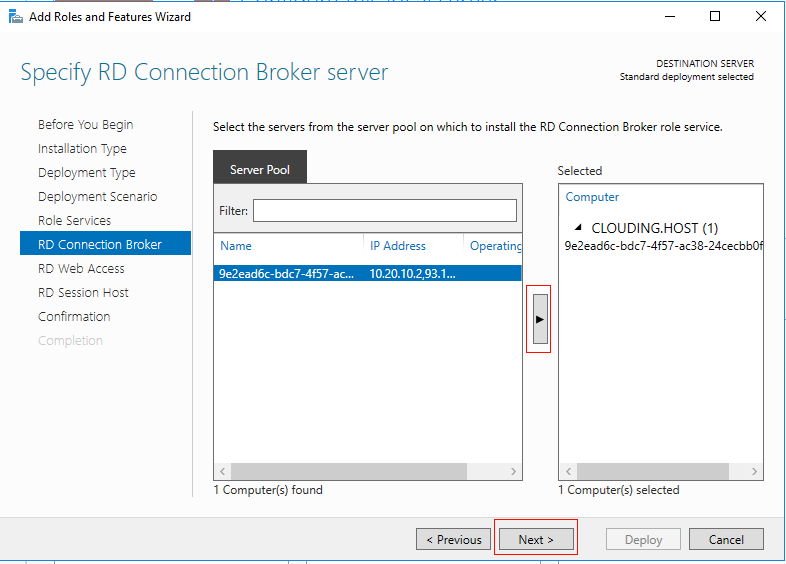 Add Roles and Features Wizard
Specify RD Connection Broker server
DESTINATION SERVER
Standard deployment selected
Before You Begin
Installation Type
Deployment Type
Deployment Scenario
Role Services
RD Connection Broker
RD Web Access
RD Session Host
Confirmation
Completion
Select the servers from the server pool on which to install the RD Connection Broker role service.
Server Pool
Filter:
Name IP Address Operating
9e2ead6c-bdc7-4f57-ac... 10.20.10.2,93.1...
1 Computer(s) found
Selected
Computer
CLOUDING.HOST (1)
9e2ead6c-bdc7-4f57-ac38-24cecbb0f
1 Computer(s) selected
< Previous
Next >
Deploy
Cancel